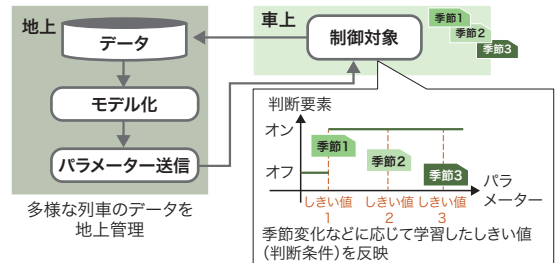 地上
データ
モデル化
パラメーター送信
多様な列車のデータを
地上管理
車上
制御対象
季節1
季節2
季節3
判断要素
オン
オフ
季節1
季節2
季節3
パラ
メーター
しきい値
1
しきい値
2
しきい値
3
季節変化などに応じて学習したしきい値
(判断条件)を反映